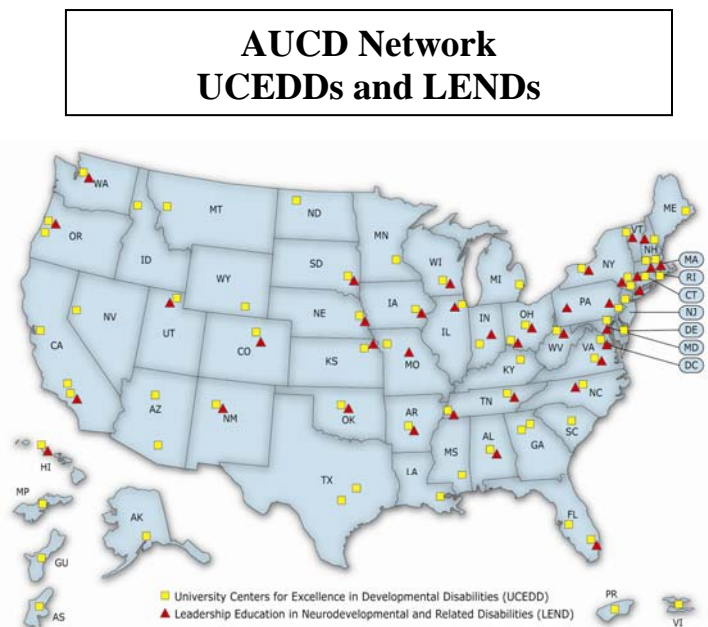 AUCD Network
UCEDDs and LENDs
WA
MT
ND
MN
ME
VT
NH
OR
ID
SD
WI
MI
NY
MA
RI
CT
WY
IA
PA
NJ
NE
OH
DE
NV
UT
IL
IN
MD
CA
CO
WV
VA
DC
KS
MO
KY
NC
AZ
NM
OK
AR
TN
SC
HI
MS
AL
GA
LA
TX
MP
AK
FL
GU
AS
PR
VI
University Centers for Excellence in Developmental Disabilities (UCEDD)
Leadership Education in Neurodevelopmental and Related Disabilities (LEND)